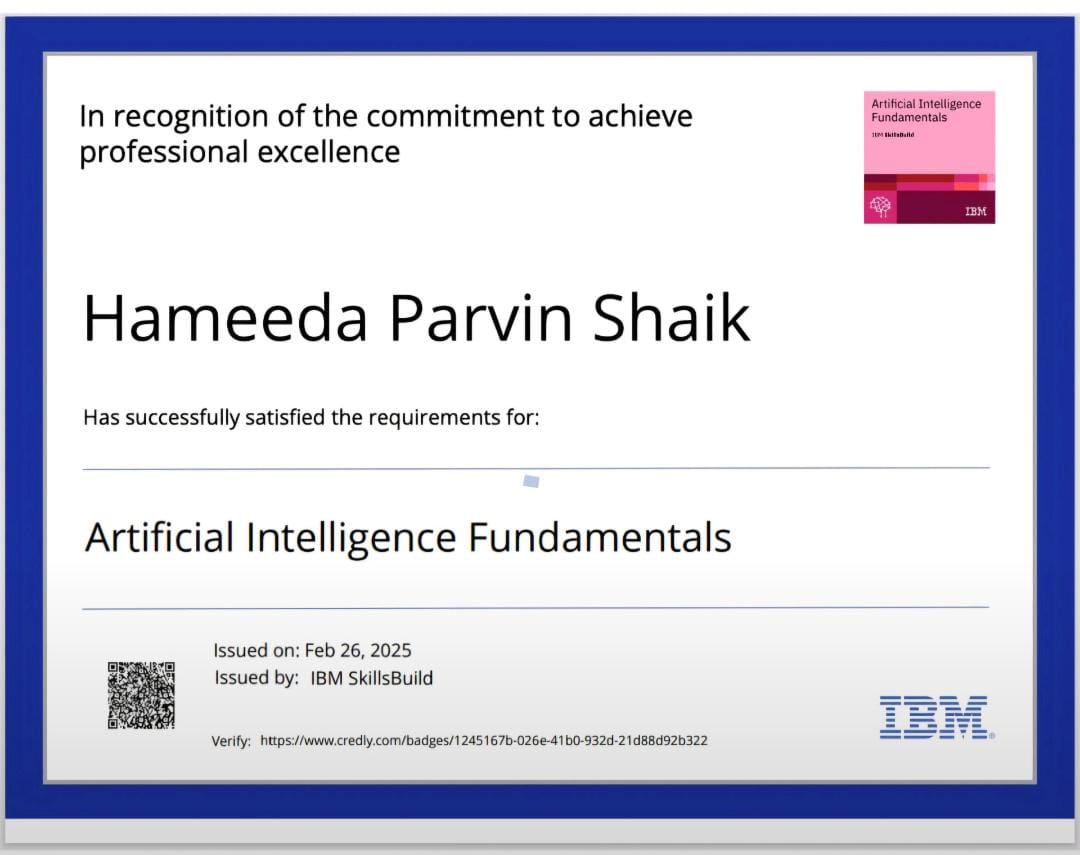 In recognition of the commitment to achieve
professional excellence
Artificial Intelligence
Fundamentals
IBM SkillsBuild
IBM
Hameeda Parvin Shaik
Has successfully satisfied the requirements for:
Artificial Intelligence Fundamentals
Issued on: Feb 26, 2025
Issued by: IBM SkillsBuild
Verify: https://www.credly.com/badges/1245167b-026e-41b0-932d-21d88d92b322
IBM®